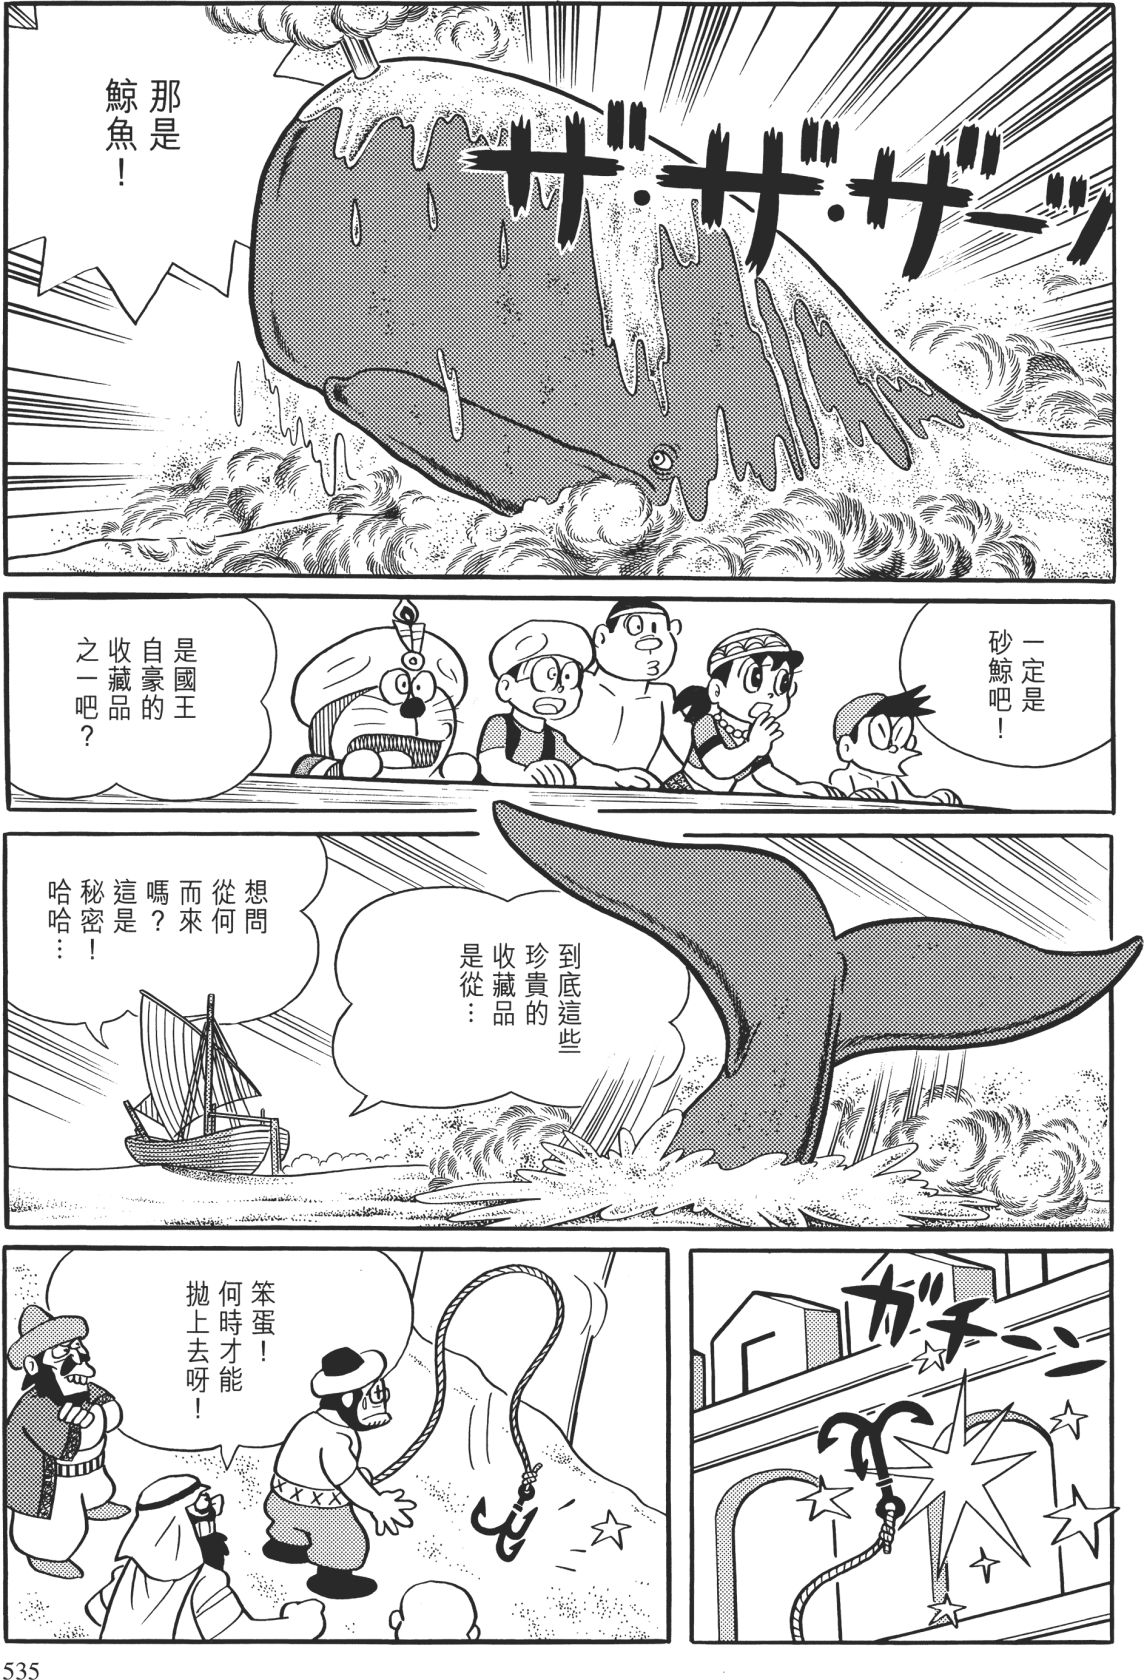 那是
鯨魚！
ザ・ザ・ザーッ
一定是
砂鯨吧！
是國王
自豪的
收藏品
之一吧？
到底這些
珍貴的
收藏品
是從…
想問
從何
而來
嗎？
這是
秘密！
哈哈…
ガチーン
笨蛋！
何時才能
拋上去呀！
535